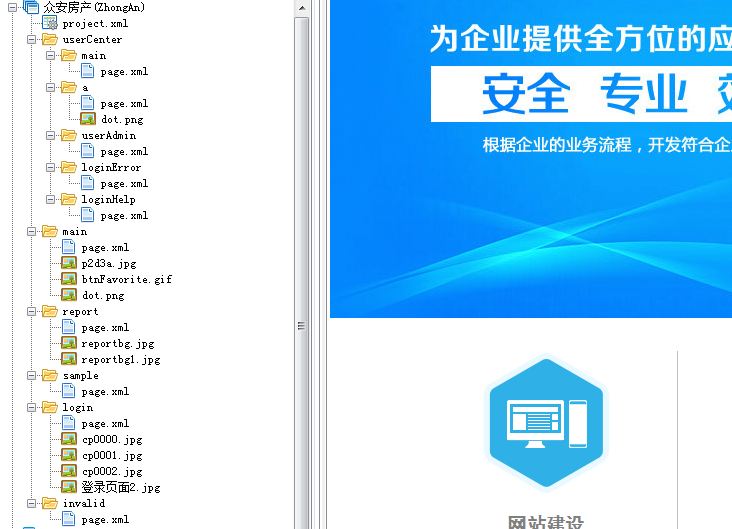 众安房产(ZhongAn)
project.xml
userCenter
main
page.xml
a
page.xml
dot.png
userAdmin
page.xml
loginError
page.xml
loginHelp
page.xml
main
page.xml
p2d3a.jpg
btnFavorite.gif
dot.png
report
page.xml
reportbg.jpg
reportbg1.jpg
sample
page.xml
login
page.xml
cp0000.jpg
cp0001.jpg
cp0002.jpg
登录页面2.jpg
invalid
page.xml
为企业提供全方位的应
安全 专业
根据企业的业务流程，开发符合企
网站建设